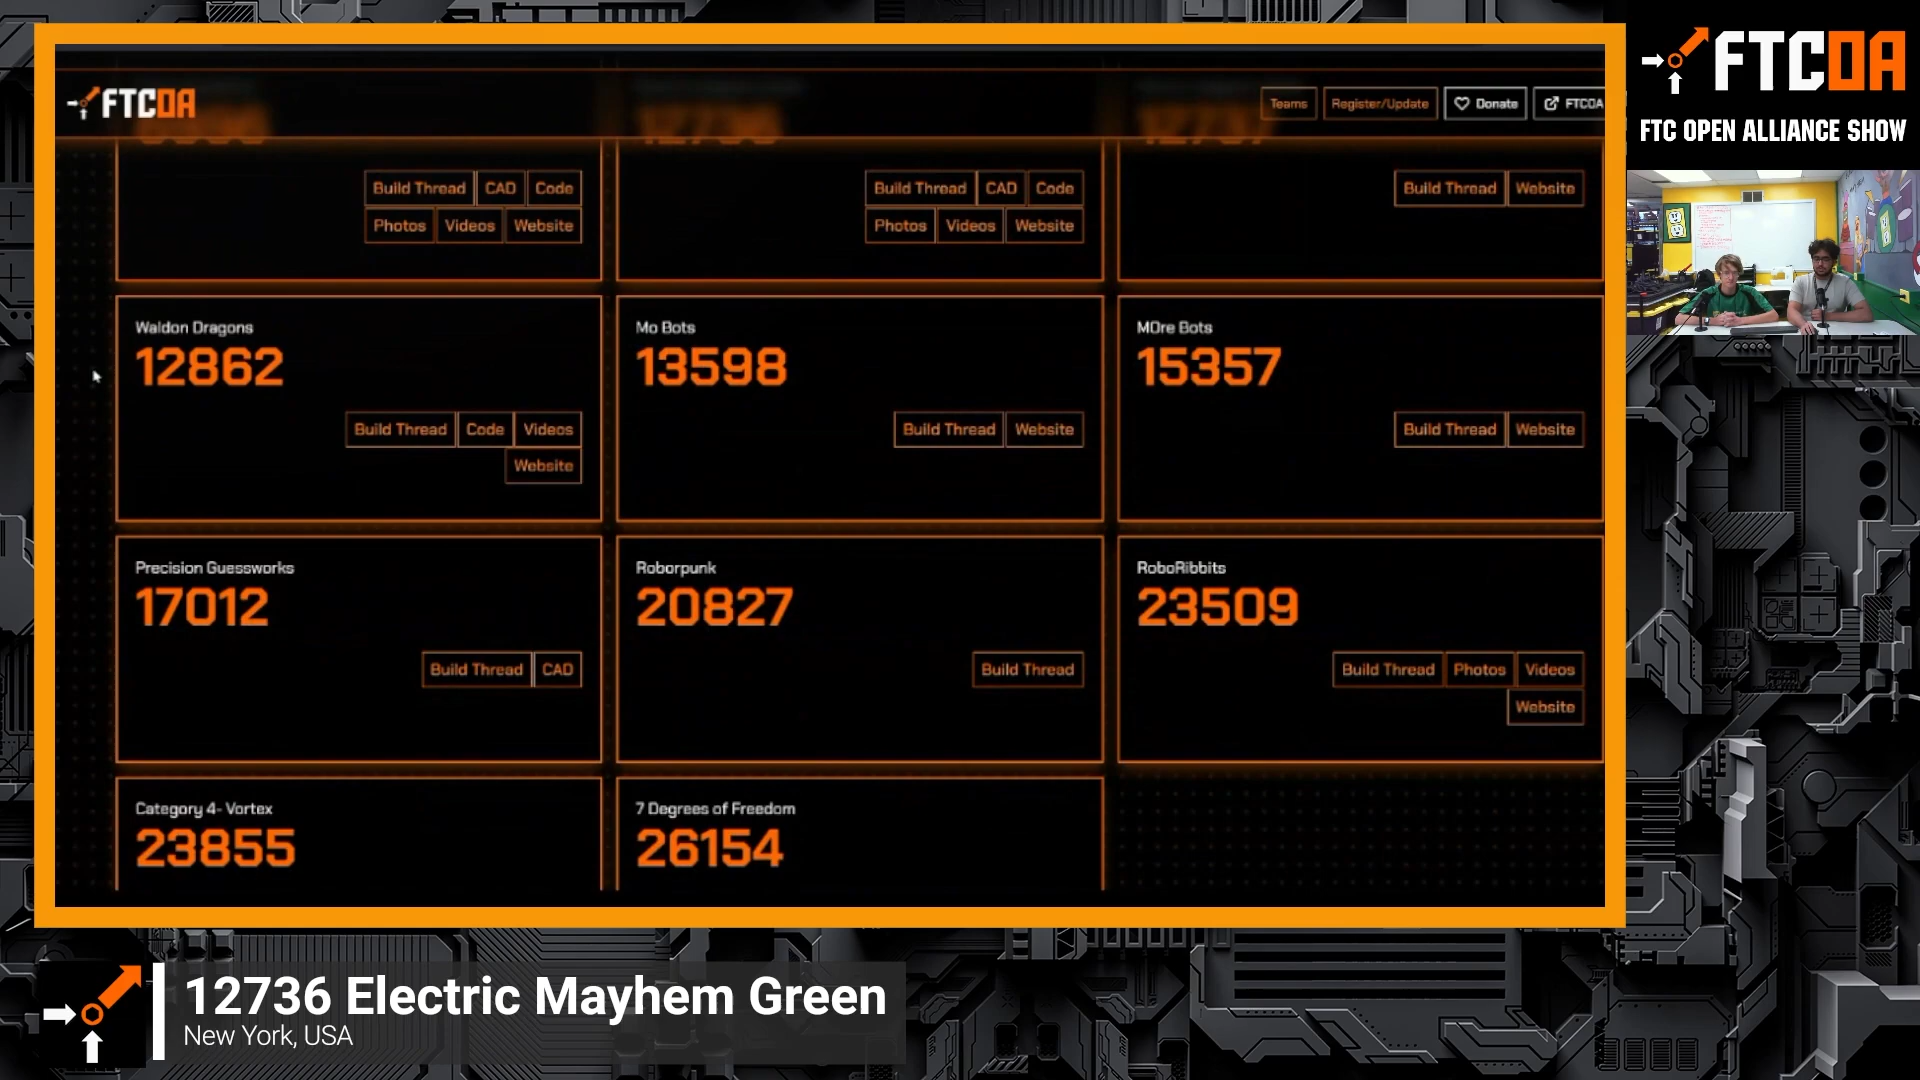 FTCOA
Teams
Register/Update
Donate
FTCOA
12736
12737
Build Thread
CAD
Code
Photos
Videos
Website
Build Thread
CAD
Code
Photos
Videos
Website
Build Thread
Website
Waldon Dragons
12862
Build Thread
Code
Videos
Website
Mo Bots
13598
Build Thread
Website
M0re Bots
15357
Build Thread
Website
Precision Guessworks
17012
Build Thread
CAD
Roborpunk
20827
Build Thread
RoboRibbits
23509
Build Thread
Photos
Videos
Website
Category 4- Vortex
23855
7 Degrees of Freedom
26154
FTCOA
FTC OPEN ALLIANCE SHOW
12736 Electric Mayhem Green
New York, USA